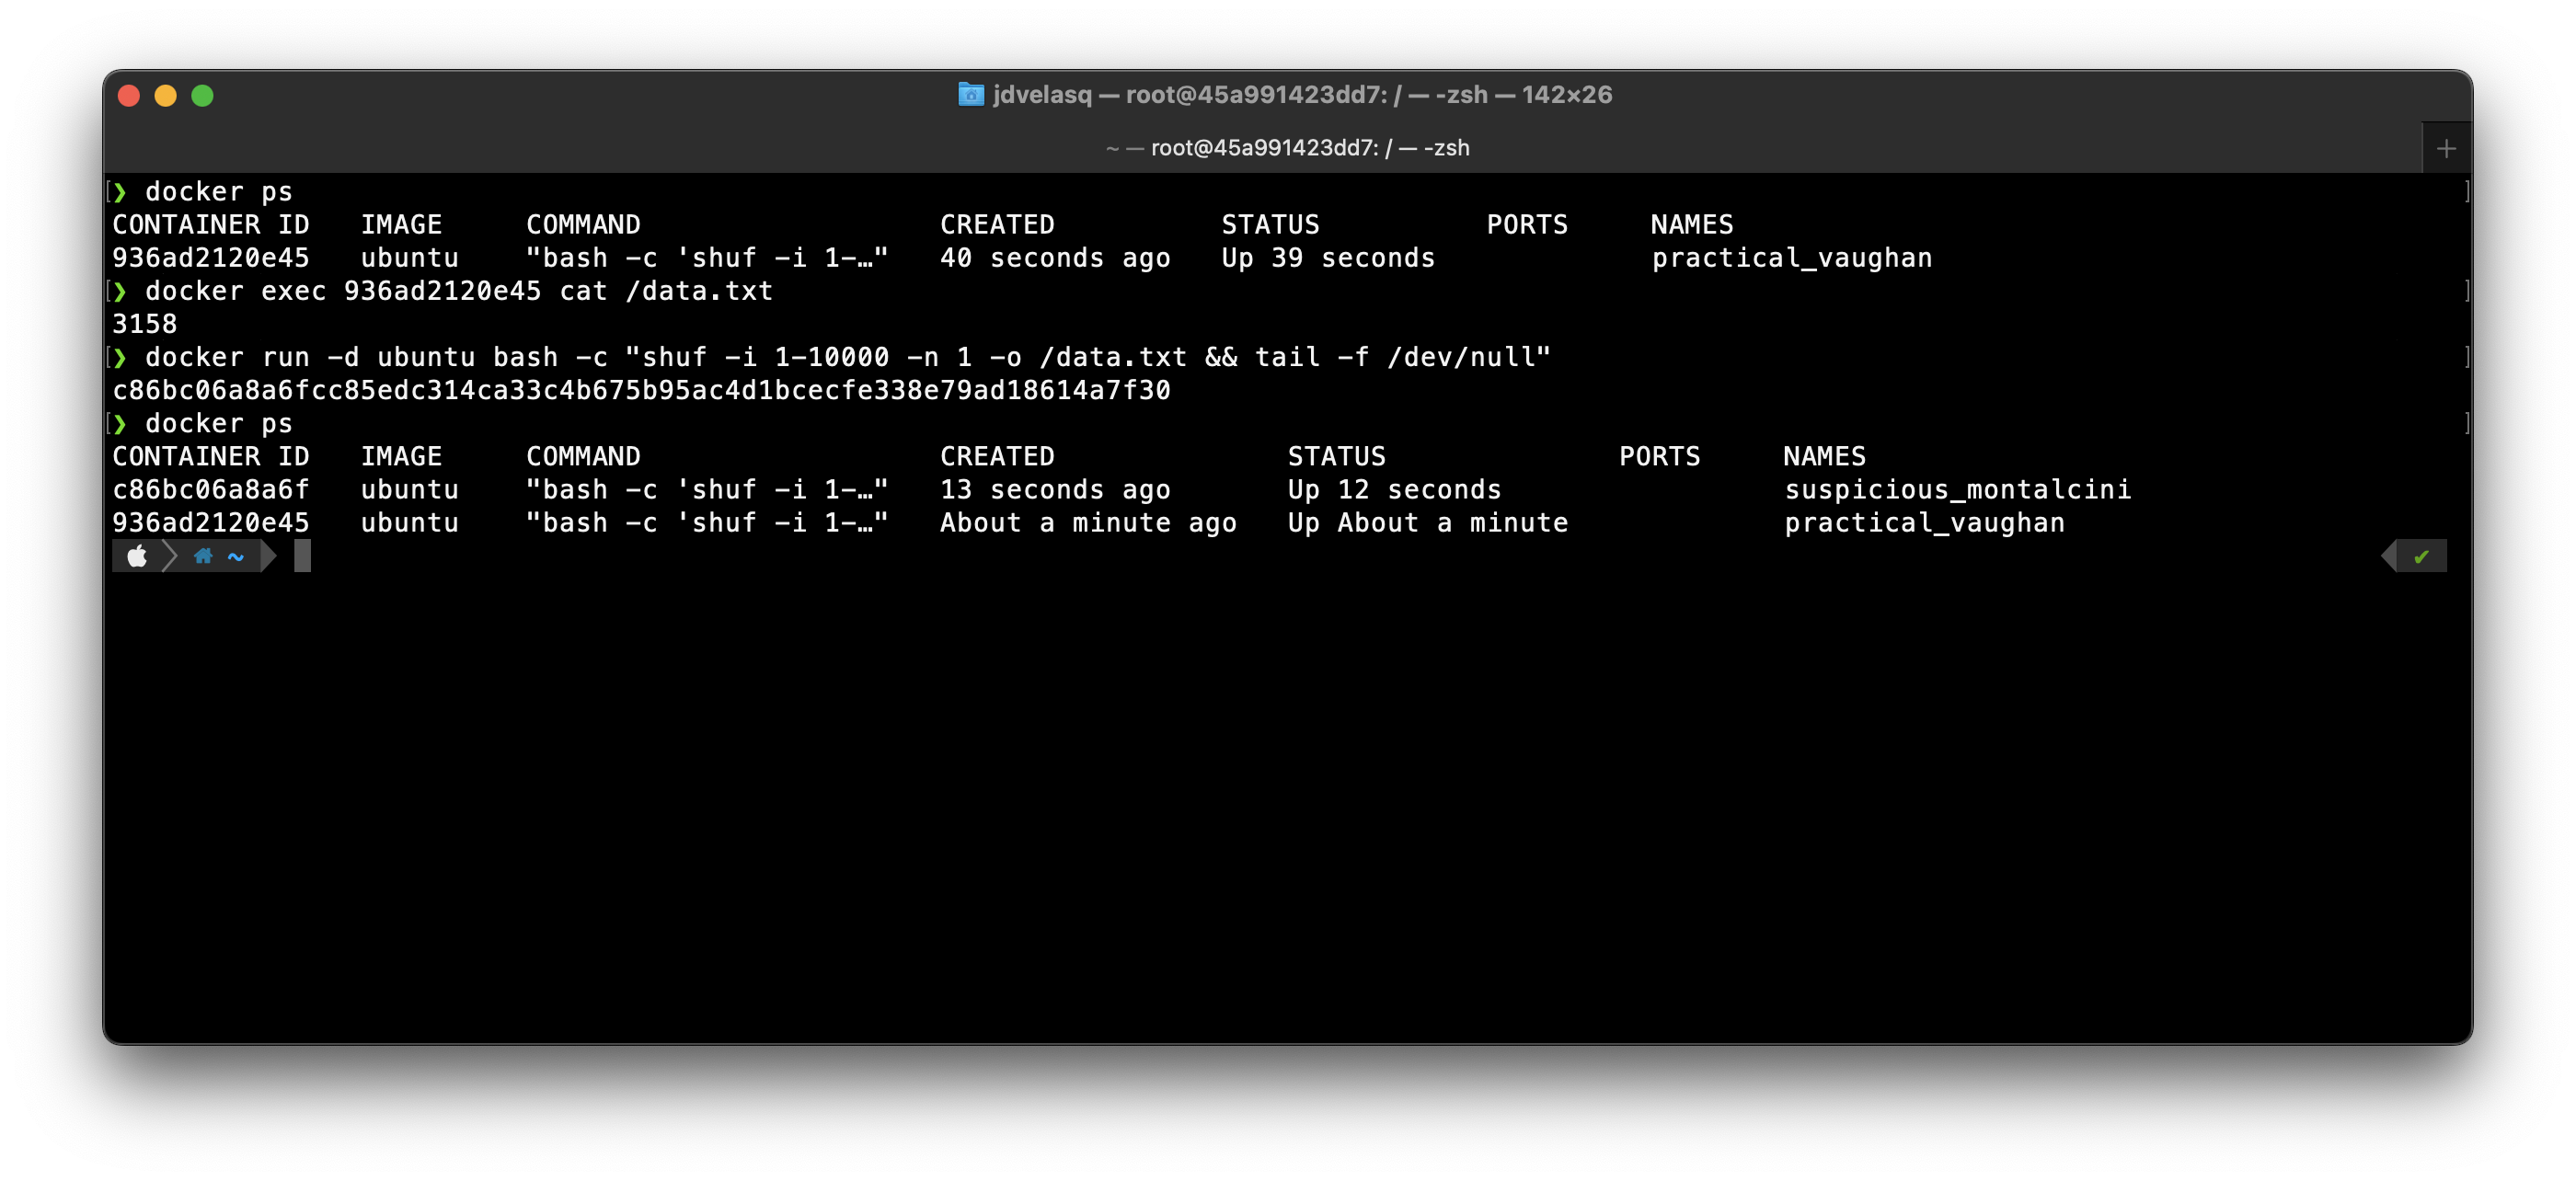 jdvelasq — root@45a991423dd7: / — -zsh — 142×26
~ — root@45a991423dd7: / — -zsh
❯ docker ps
CONTAINER ID   IMAGE     COMMAND                  CREATED          STATUS          PORTS     NAMES
936ad2120e45   ubuntu    "bash -c 'shuf -i 1-…"   40 seconds ago   Up 39 seconds             practical_vaughan
❯ docker exec 936ad2120e45 cat /data.txt
3158
❯ docker run -d ubuntu bash -c "shuf -i 1-10000 -n 1 -o /data.txt && tail -f /dev/null"
c86bc06a8a6fcc85edc314ca33c4b675b95ac4d1bcecfe338e79ad18614a7f30
❯ docker ps
CONTAINER ID   IMAGE     COMMAND                  CREATED              STATUS              PORTS     NAMES
c86bc06a8a6f   ubuntu    "bash -c 'shuf -i 1-…"   13 seconds ago       Up 12 seconds                 suspicious_montalcini
936ad2120e45   ubuntu    "bash -c 'shuf -i 1-…"   About a minute ago   Up About a minute             practical_vaughan
~